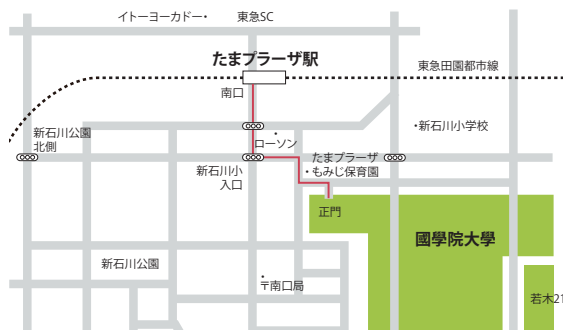 イトーヨーカドー・ 東急SC
たまプラーザ駅
東急田園都市線
南口
・新石川小学校
新石川公園
北側
・
ローソン
たまプラーザ
・もみじ保育園
新石川小
入口
正門
國學院大學
新石川公園
・
〒南口局
若木21